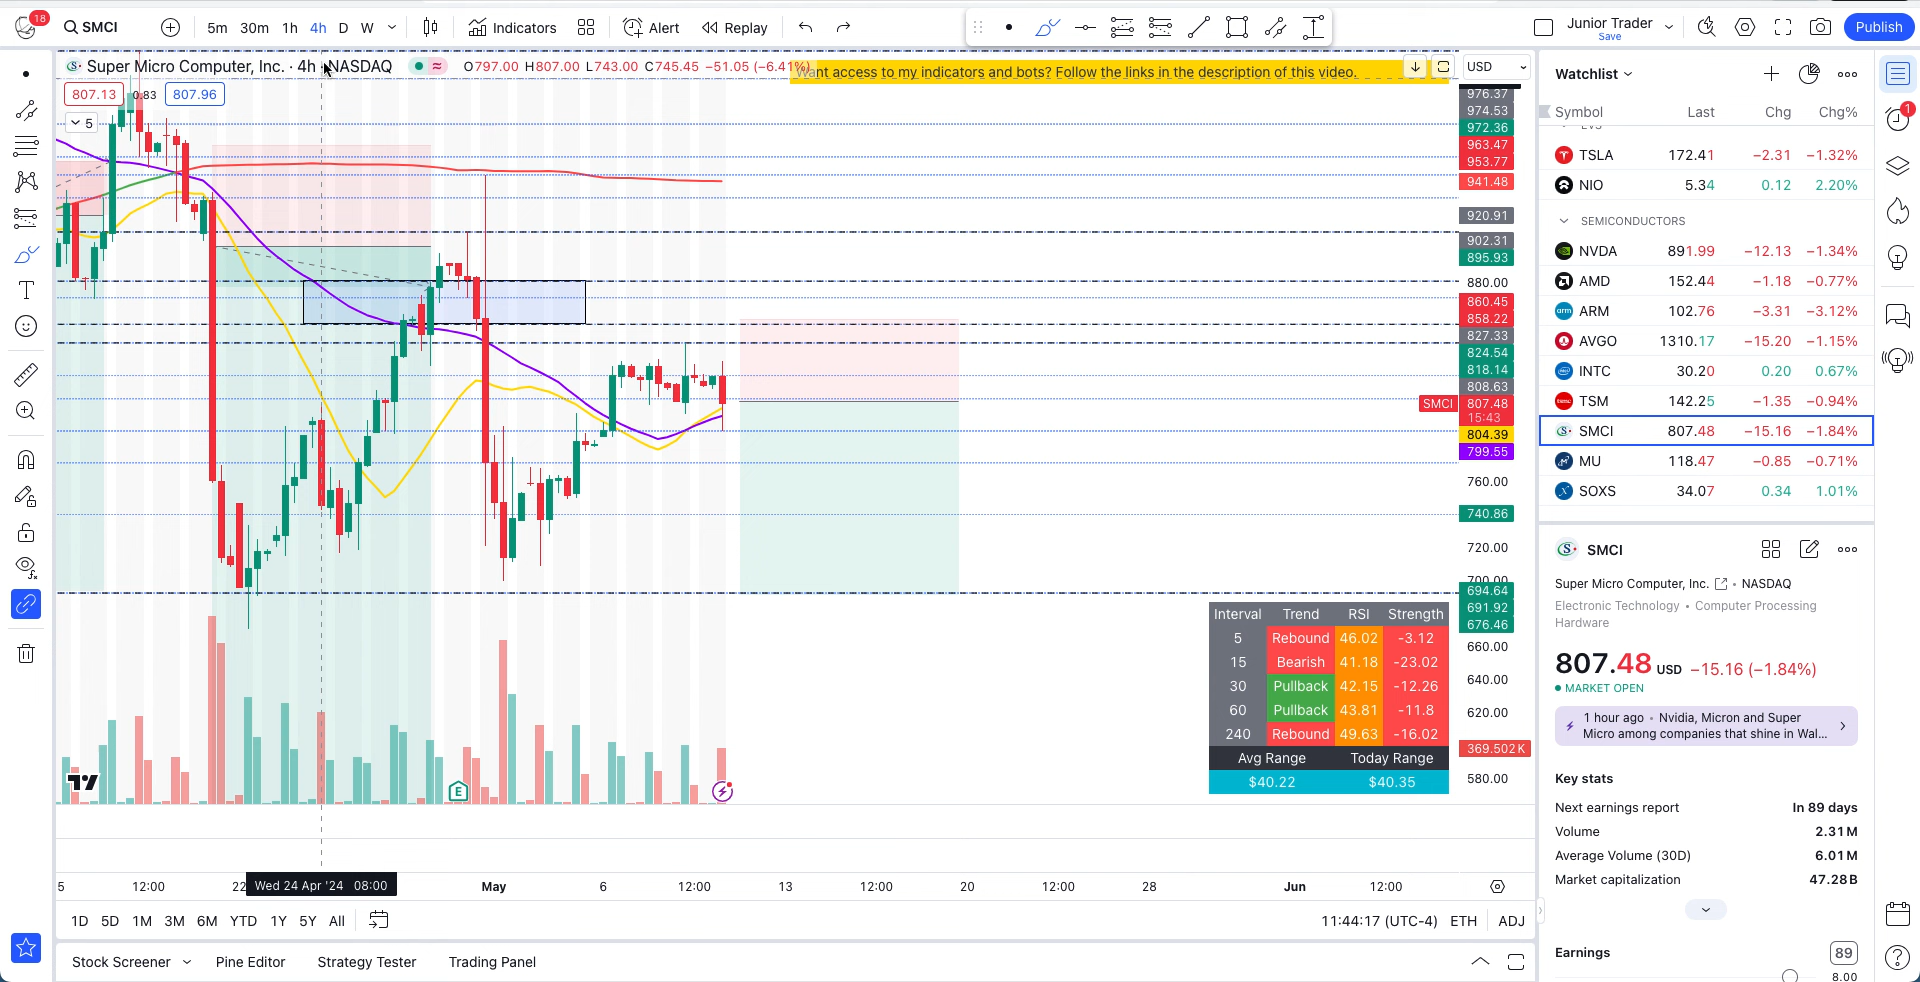 18
SMCI
5m 30m 1h 4h D W
Indicators
Alert
Replay
Junior Trader
Save
Publish
Super Micro Computer, Inc. · 4h · NASDAQ
O797.00 H807.00 L743.00 C745.45 −51.05 (−6.41%)
Want access to my indicators and bots? Follow the links in the description of this video.
USD
807.13 0.83 807.96
5
976.37
974.53
972.36
963.47
953.77
941.48
920.91
902.31
895.93
880.00
860.45
858.22
827.33
824.54
818.14
808.63
SMCI 807.48
15:43
804.39
799.55
760.00
740.86
720.00
700.00
694.64
691.92
676.46
660.00
640.00
620.00
369.502K
580.00
Interval Trend RSI Strength
5 Rebound 46.02 -3.12
15 Bearish 41.18 -23.02
30 Pullback 42.15 -12.26
60 Pullback 43.81 -11.8
240 Rebound 49.63 -16.02
Avg Range Today Range
$40.22 $40.35
E
5 12:00 22 Wed 24 Apr '24 08:00 May 6 12:00 13 12:00 20 12:00 28 Jun 12:00
1D 5D 1M 3M 6M YTD 1Y 5Y All
11:44:17 (UTC-4) ETH ADJ
Stock Screener Pine Editor Strategy Tester Trading Panel
Watchlist
Symbol Last Chg Chg%
EVS
TSLA 172.41 −2.31 −1.32%
NIO 5.34 0.12 2.20%
SEMICONDUCTORS
NVDA 891.99 −12.13 −1.34%
AMD 152.44 −1.18 −0.77%
arm ARM 102.76 −3.31 −3.12%
AVGO 1310.17 −15.20 −1.15%
INTC 30.20 0.20 0.67%
TSM 142.25 −1.35 −0.94%
SMCI 807.48 −15.16 −1.84%
MU 118.47 −0.85 −0.71%
SOXS 34.07 0.34 1.01%
SMCI
Super Micro Computer, Inc. • NASDAQ
Electronic Technology • Computer Processing
Hardware
807.48 USD −15.16 (−1.84%)
MARKET OPEN
1 hour ago • Nvidia, Micron and Super
Micro among companies that shine in Wal...
Key stats
Next earnings report In 89 days
Volume 2.31M
Average Volume (30D) 6.01M
Market capitalization 47.28B
Earnings 89
8.00
1